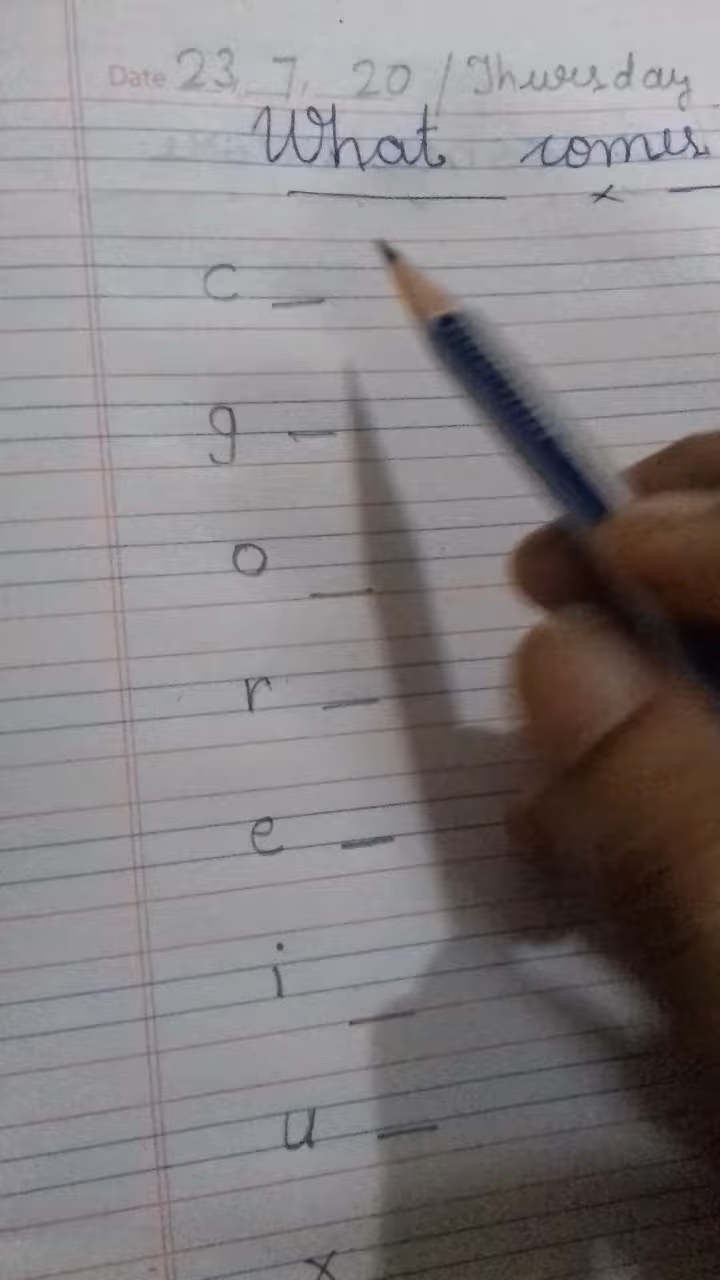 Date 23, 7, 20 / Thursday
What comes
x
c _
g _
o _
r _
e _
i _
u _
x